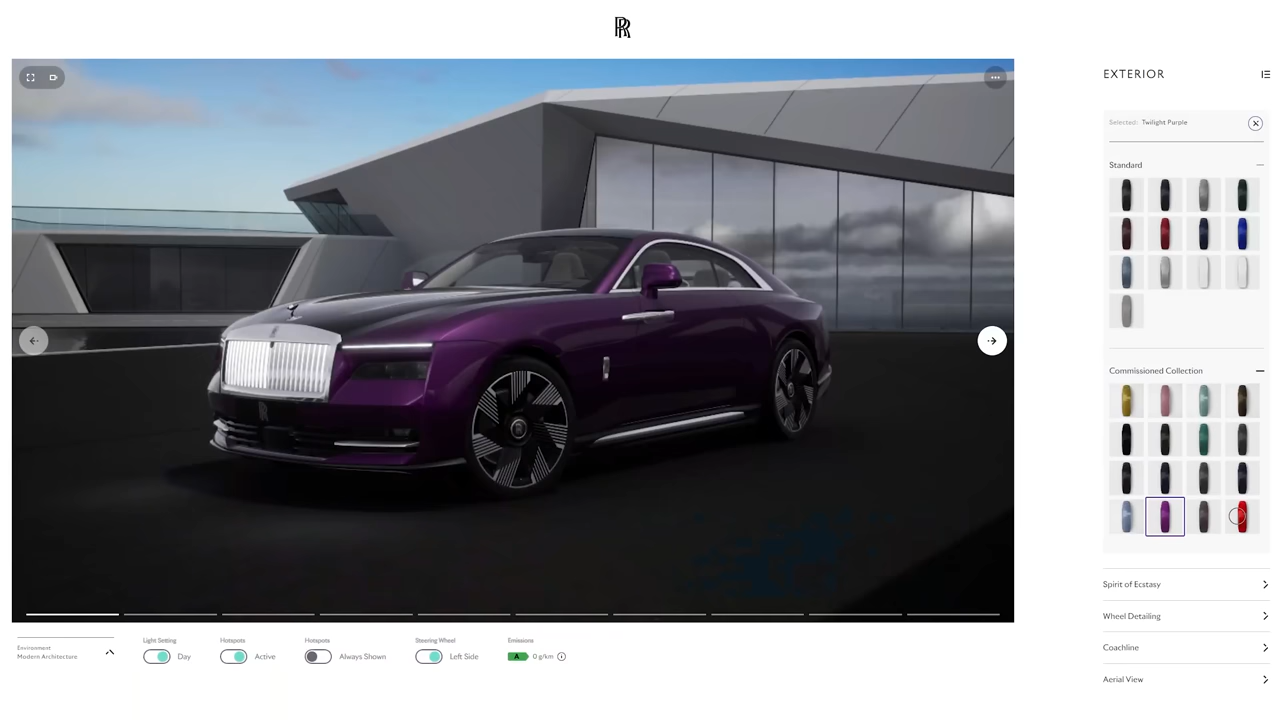 RR
EXTERIOR
Selected: Twilight Purple
Standard
Commissioned Collection
Spirit of Ecstasy
Wheel Detailing
Coachline
Aerial View
Environment
Modern Architecture
Light Setting
Day
Hotspots
Active
Hotspots
Always Shown
Steering Wheel
Left Side
Emissions
A 0 g/km